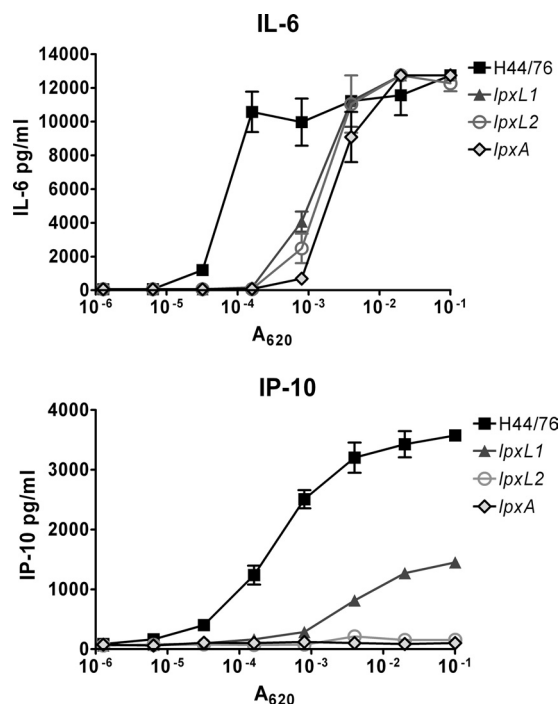 IL-6
14000
12000
10000
8000
6000
4000
2000
0
IL-6 pg/ml
10⁻⁶ 10⁻⁵ 10⁻⁴ 10⁻³ 10⁻² 10⁻¹
A₆₂₀
H44/76
lpxL1
lpxL2
lpxA
IP-10
4000
3000
2000
1000
0
IP-10 pg/ml
10⁻⁶ 10⁻⁵ 10⁻⁴ 10⁻³ 10⁻² 10⁻¹
A₆₂₀
H44/76
lpxL1
lpxL2
lpxA